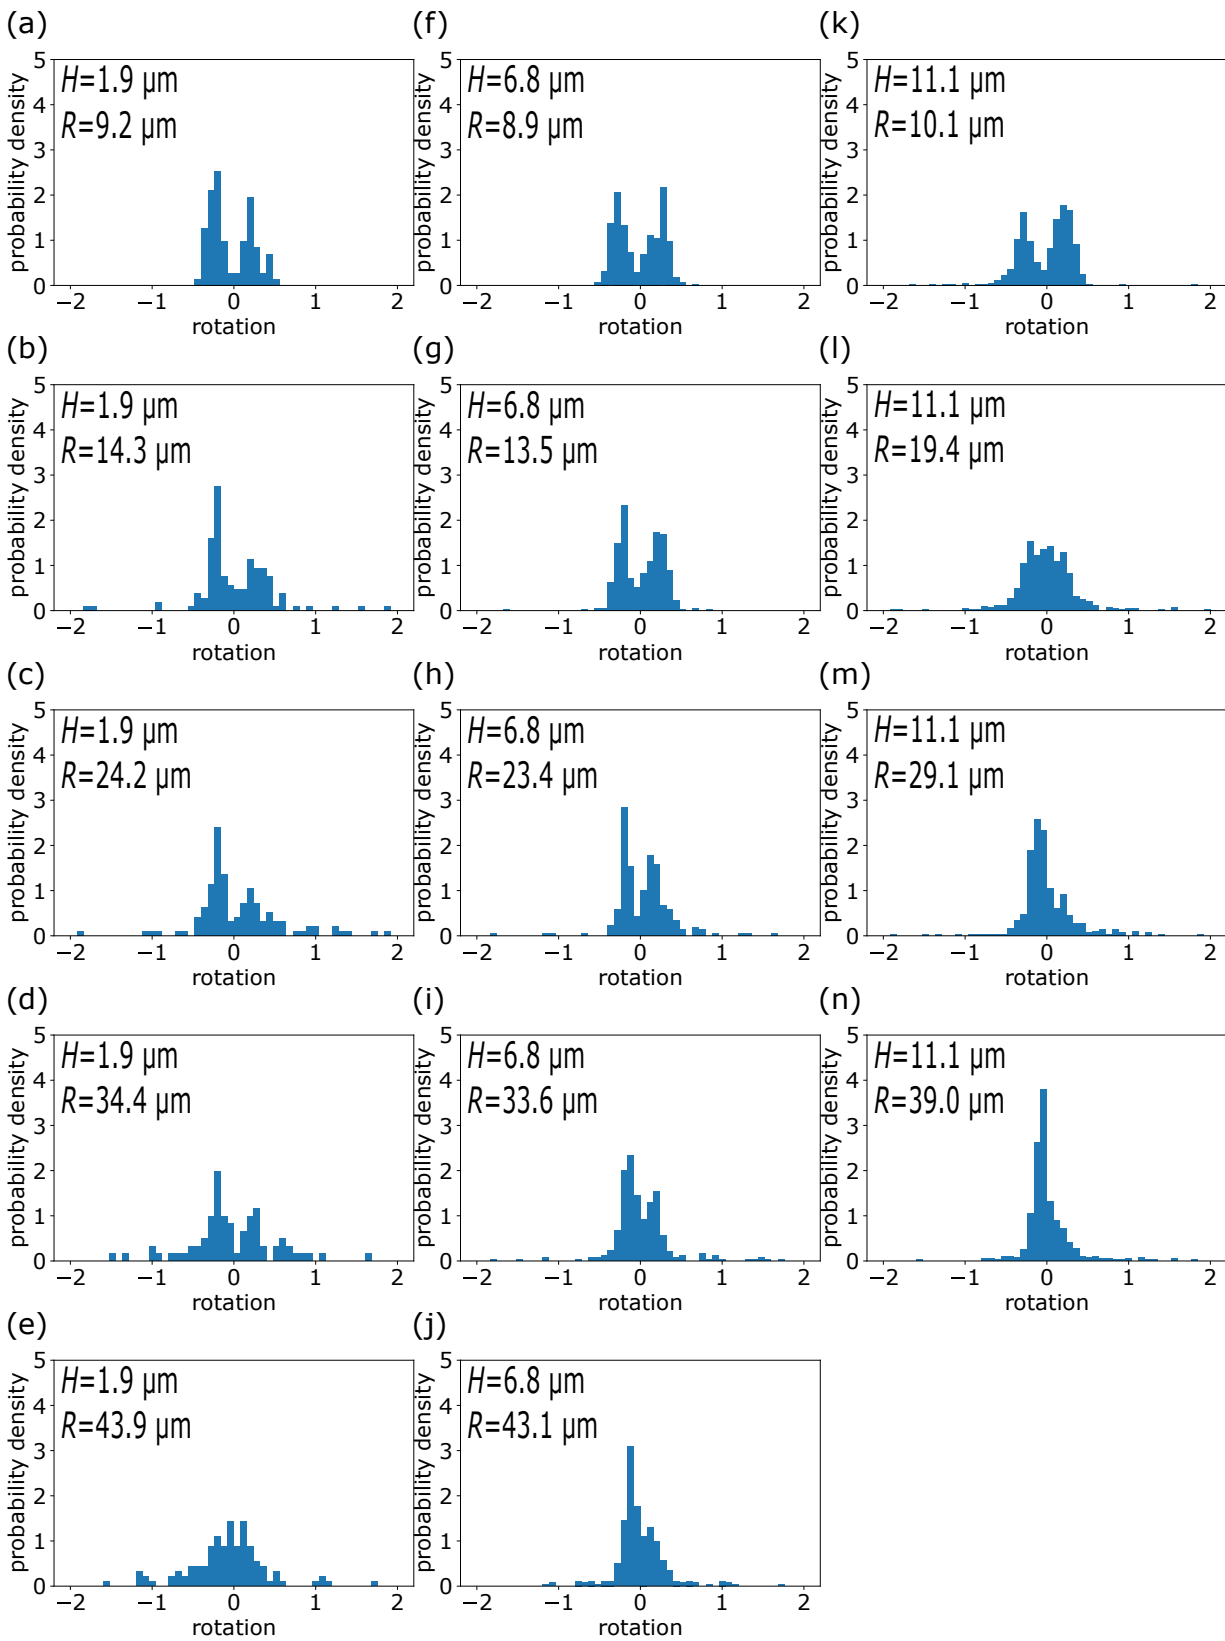 (a)
5
4
3
2
1
0
probability density
H=1.9 μm
R=9.2 μm
−2 −1 0 1 2
rotation
(f)
5
4
3
2
1
0
probability density
H=6.8 μm
R=8.9 μm
−2 −1 0 1 2
rotation
(k)
5
4
3
2
1
0
probability density
H=11.1 μm
R=10.1 μm
−2 −1 0 1 2
rotation
(b)
5
4
3
2
1
0
probability density
H=1.9 μm
R=14.3 μm
−2 −1 0 1 2
rotation
(g)
5
4
3
2
1
0
probability density
H=6.8 μm
R=13.5 μm
−2 −1 0 1 2
rotation
(l)
5
4
3
2
1
0
probability density
H=11.1 μm
R=19.4 μm
−2 −1 0 1 2
rotation
(c)
5
4
3
2
1
0
probability density
H=1.9 μm
R=24.2 μm
−2 −1 0 1 2
rotation
(h)
5
4
3
2
1
0
probability density
H=6.8 μm
R=23.4 μm
−2 −1 0 1 2
rotation
(m)
5
4
3
2
1
0
probability density
H=11.1 μm
R=29.1 μm
−2 −1 0 1 2
rotation
(d)
5
4
3
2
1
0
probability density
H=1.9 μm
R=34.4 μm
−2 −1 0 1 2
rotation
(i)
5
4
3
2
1
0
probability density
H=6.8 μm
R=33.6 μm
−2 −1 0 1 2
rotation
(n)
5
4
3
2
1
0
probability density
H=11.1 μm
R=39.0 μm
−2 −1 0 1 2
rotation
(e)
5
4
3
2
1
0
probability density
H=1.9 μm
R=43.9 μm
−2 −1 0 1 2
rotation
(j)
5
4
3
2
1
0
probability density
H=6.8 μm
R=43.1 μm
−2 −1 0 1 2
rotation